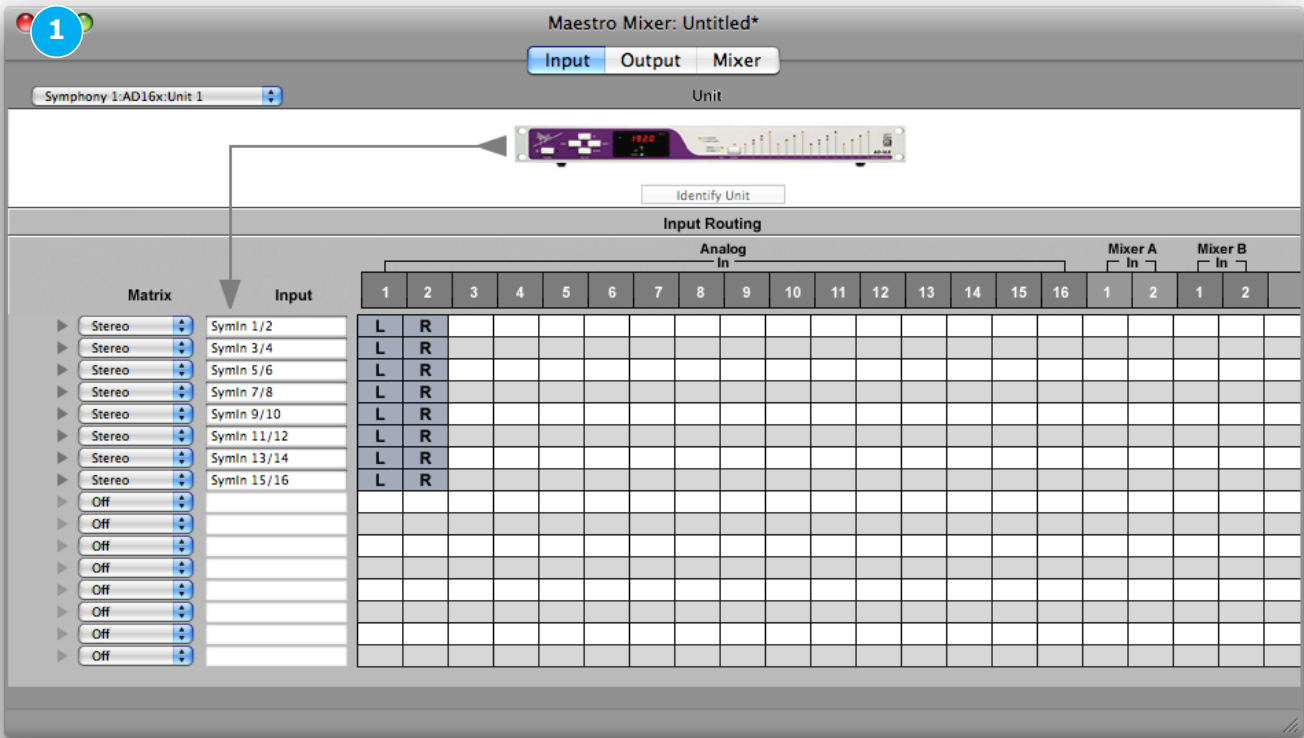 1
Maestro Mixer: Untitled*
Input Output Mixer
Symphony 1:AD16x:Unit 1
Unit
192.0
AD-16X
Identify Unit
Input Routing
Analog Mixer A Mixer B
In In In
Matrix Input 1 2 3 4 5 6 7 8 9 10 11 12 13 14 15 16 1 2 1 2
Stereo SymIn 1/2 L R
Stereo SymIn 3/4 L R
Stereo SymIn 5/6 L R
Stereo SymIn 7/8 L R
Stereo SymIn 9/10 L R
Stereo SymIn 11/12 L R
Stereo SymIn 13/14 L R
Stereo SymIn 15/16 L R
Off
Off
Off
Off
Off
Off
Off
Off